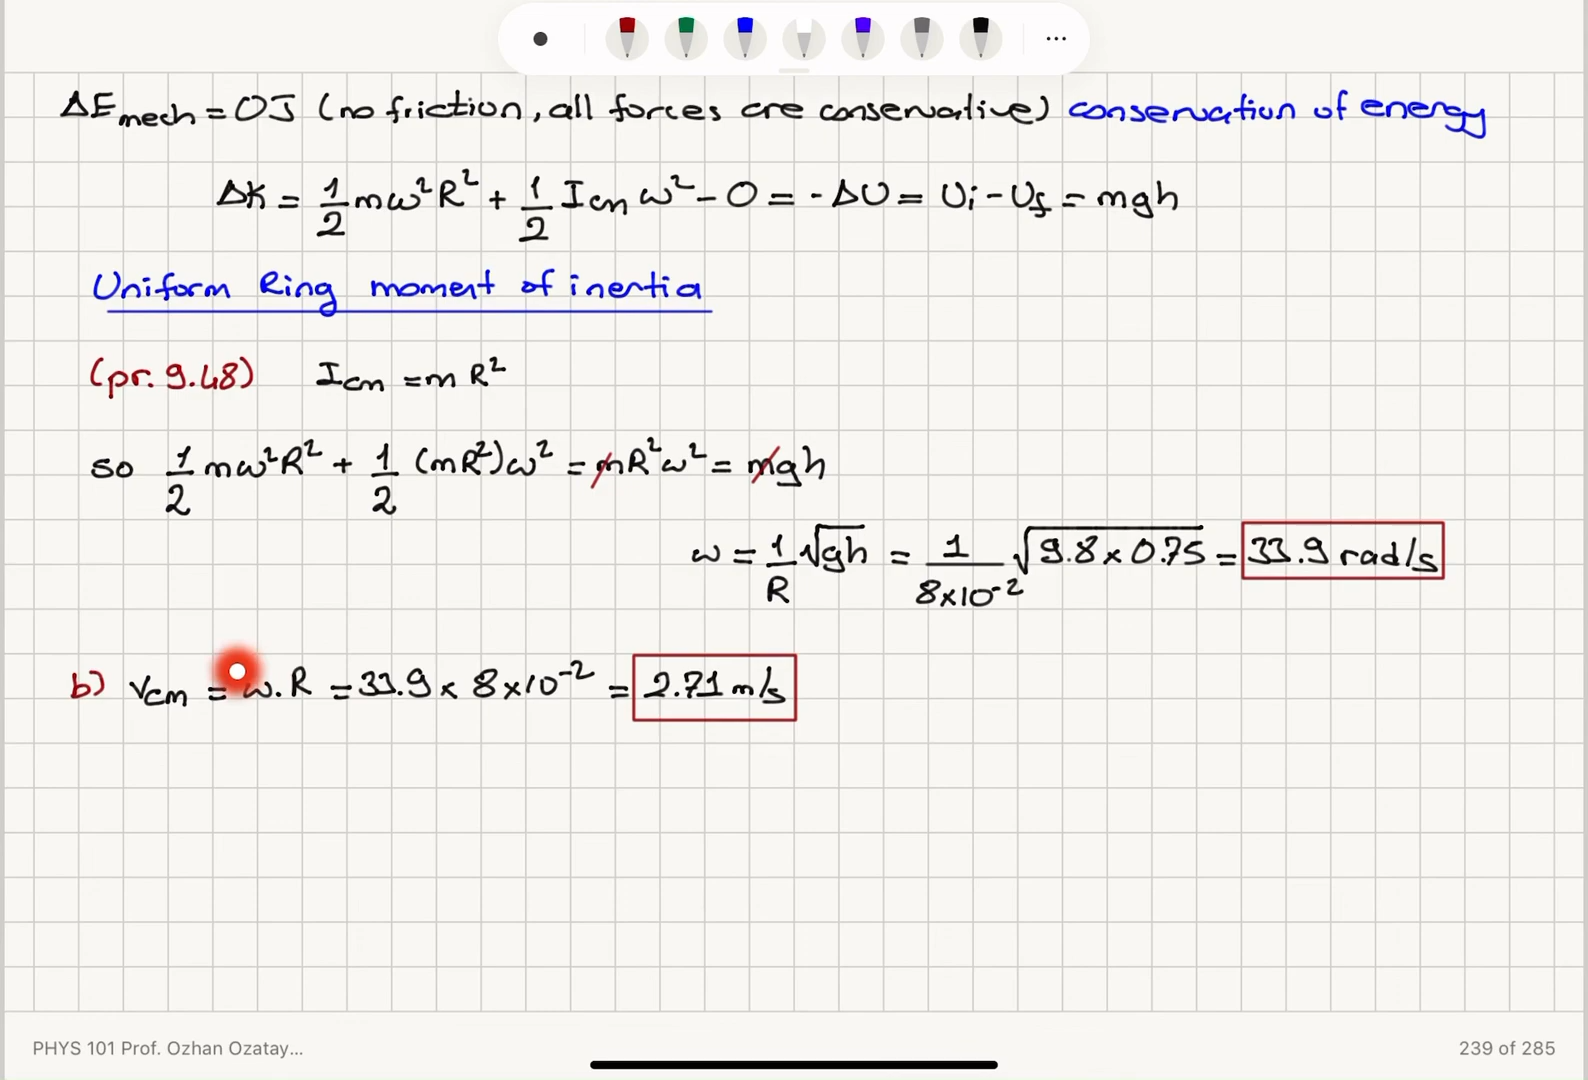 ...
ΔE_mech = 0J (no friction, all forces are conservative) conservation of energy
ΔK = 1/2 mω²R² + 1/2 I_cm ω² - 0 = -ΔU = U_i - U_f = mgh
Uniform Ring moment of inertia
(pr. 9.48) I_cm = mR²
so 1/2 mω²R² + 1/2 (mR²)ω² = mR²ω² = mgh
ω = 1/R √gh = 1/8×10⁻² √9.8×0.75 = 33.9 rad/s
b) v_cm = ω.R = 33.9 × 8×10⁻² = 2.71 m/s
PHYS 101 Prof. Ozhan Ozatay...
239 of 285